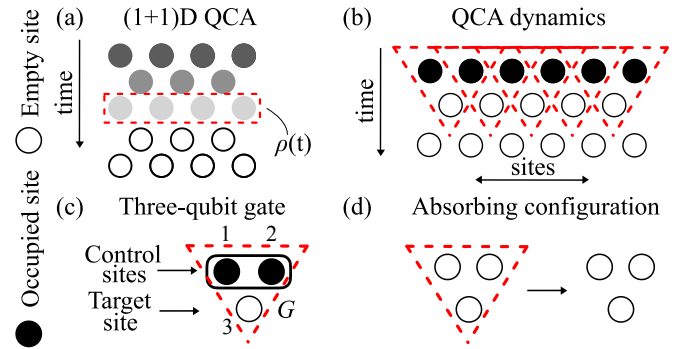 (a)
(1+1)D QCA
Empty site
time
ρ(t)
(b)
QCA dynamics
time
sites
Occupied site
(c)
Three-qubit gate
1 2
Control
sites
Target
site
3
G
(d)
Absorbing configuration